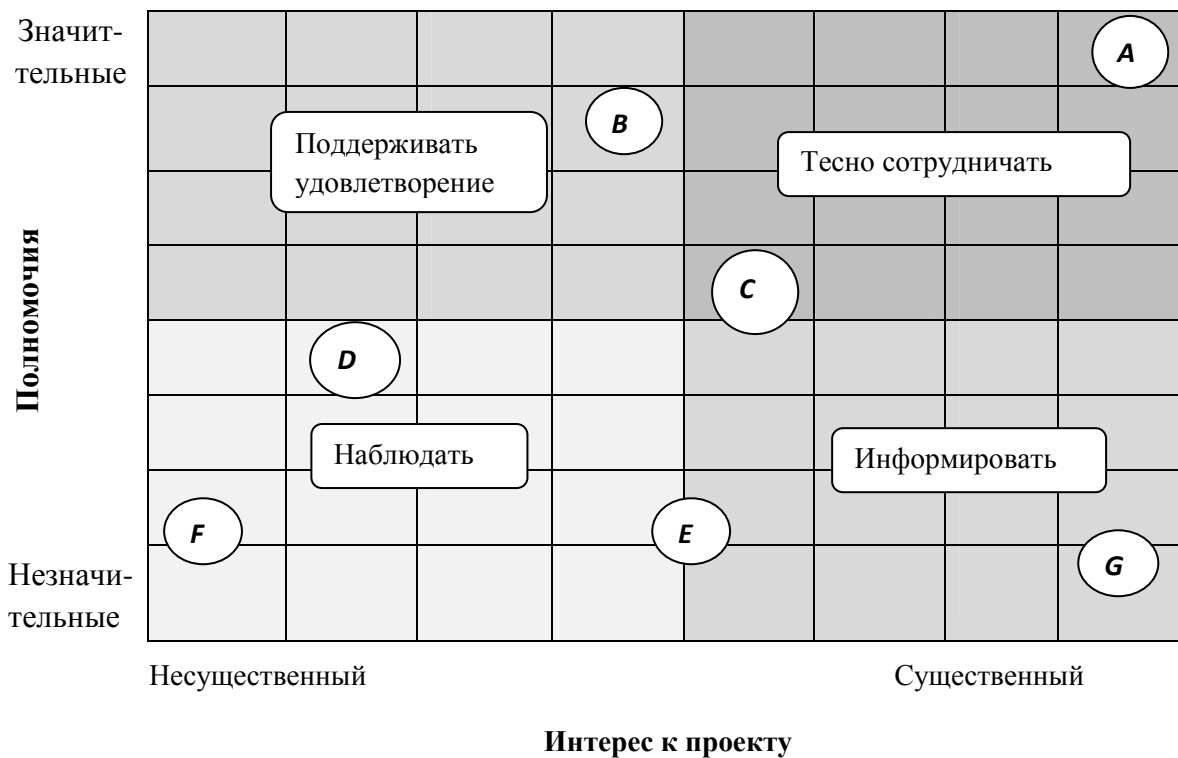 Значит-
тельные
A
B
Поддерживать
удовлетворение
Тесно сотрудничать
Полномочия
C
D
Наблюдать
Информировать
F
E
G
Незначи-
тельные
Несущественный
Существенный
Интерес к проекту